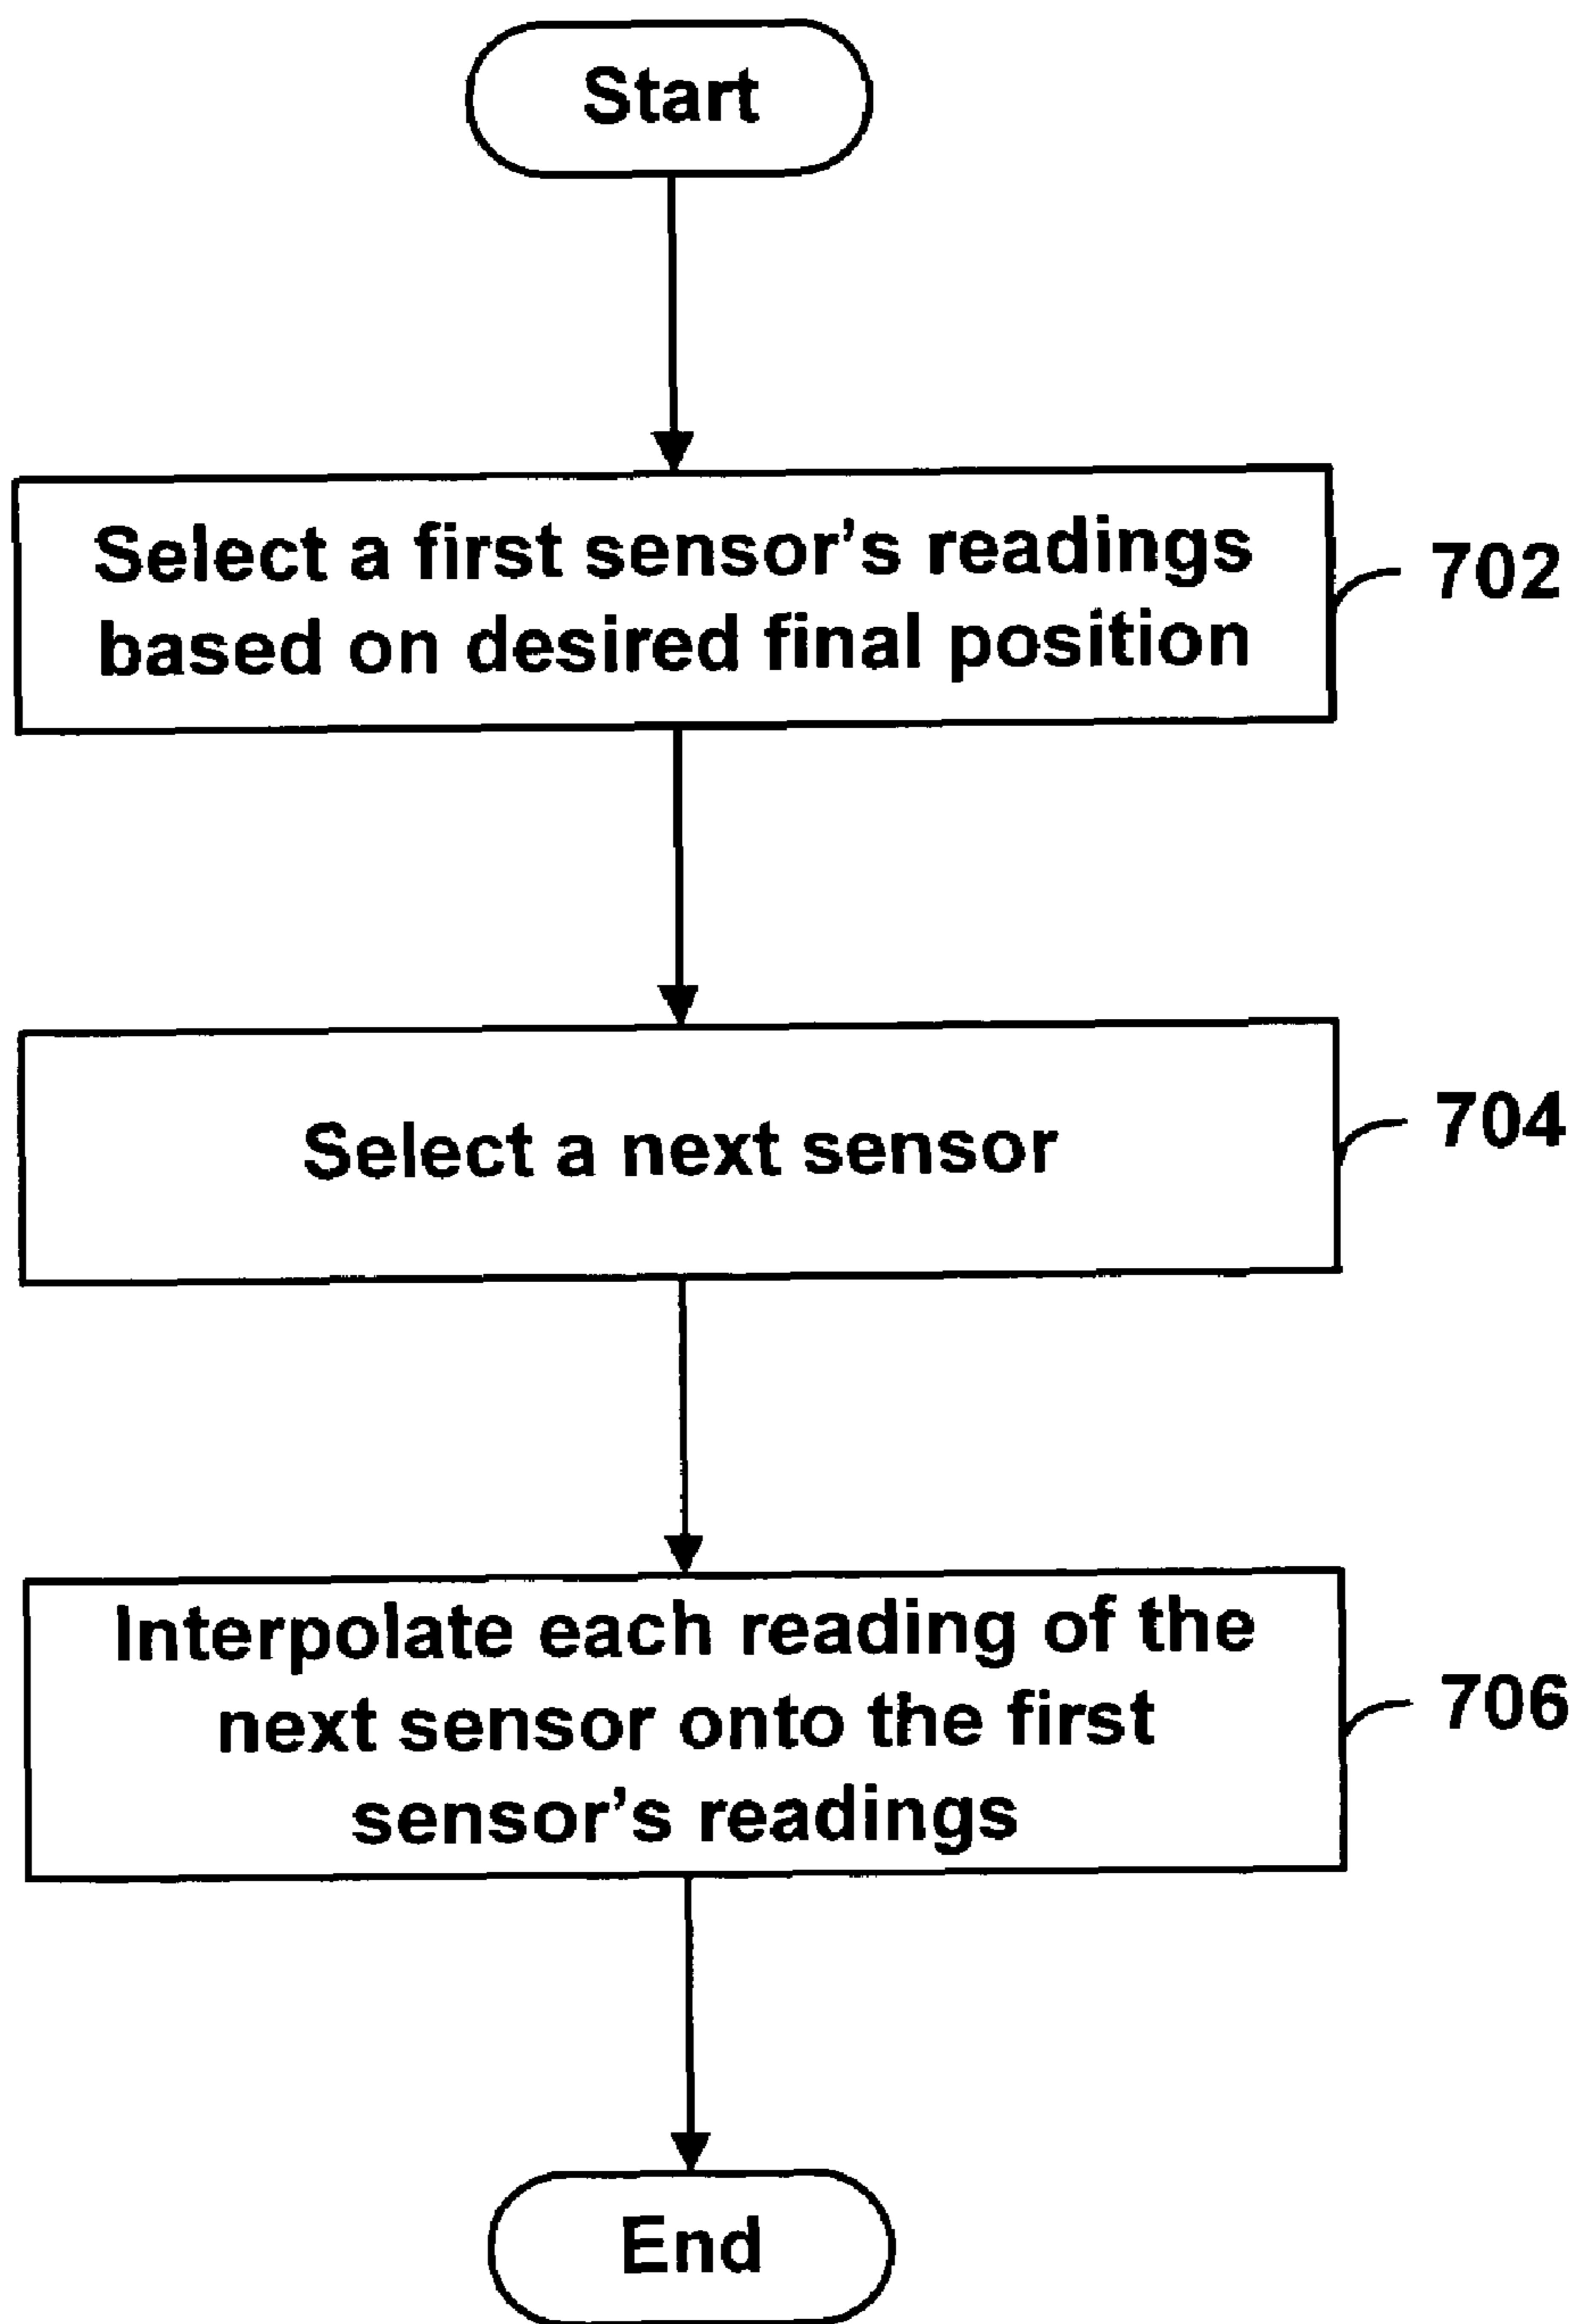 Start
Select a first sensor's readings
based on desired final position
702
Select a next sensor
704
Interpolate each reading of the
next sensor onto the first
sensor's readings
706
End